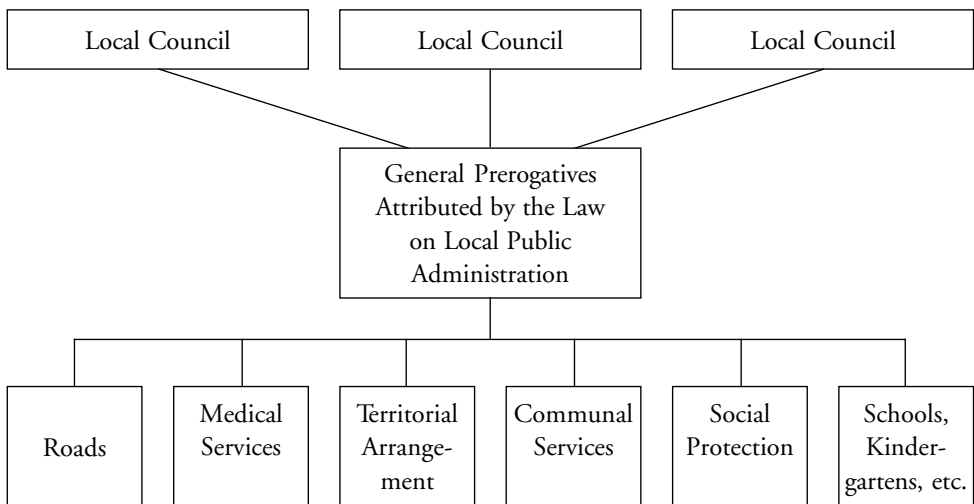 Local Council
Local Council
Local Council
General Prerogatives
Attributed by the Law
on Local Public
Administration
Roads
Medical
Services
Territorial
Arrange-
ment
Communal
Services
Social
Protection
Schools,
Kinder-
gartens, etc.